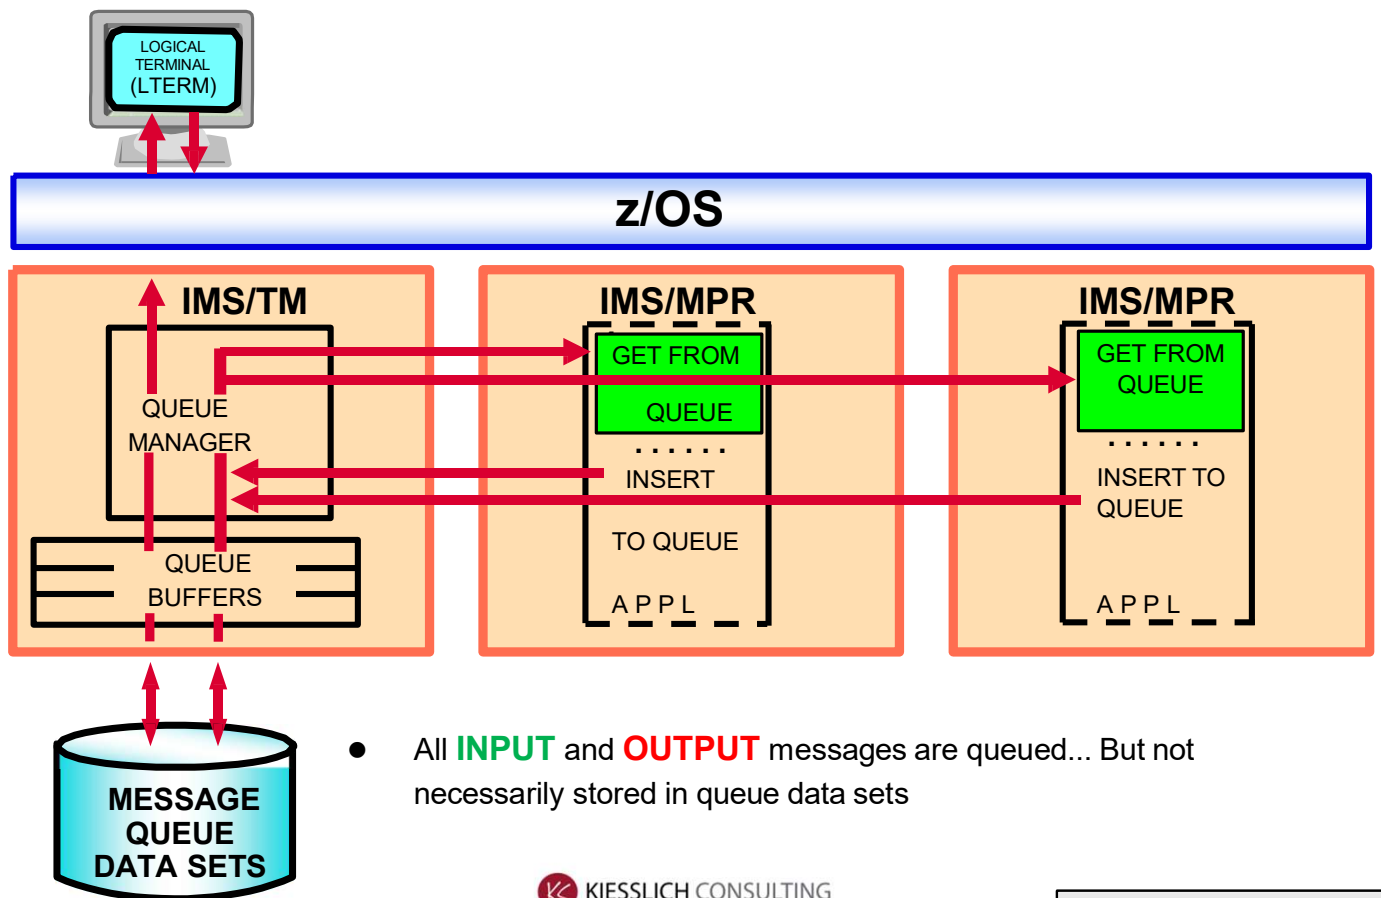 LOGICAL
TERMINAL
(LTERM)
z/OS
IMS/TM
QUEUE
MANAGER
QUEUE
BUFFERS
IMS/MPR
GET FROM
QUEUE
......
INSERT
TO QUEUE
A P P L
IMS/MPR
GET FROM
QUEUE
......
INSERT TO
QUEUE
A P P L
MESSAGE
QUEUE
DATA SETS
● All INPUT and OUTPUT messages are queued... But not
necessarily stored in queue data sets
KC KIESSLICH CONSULTING